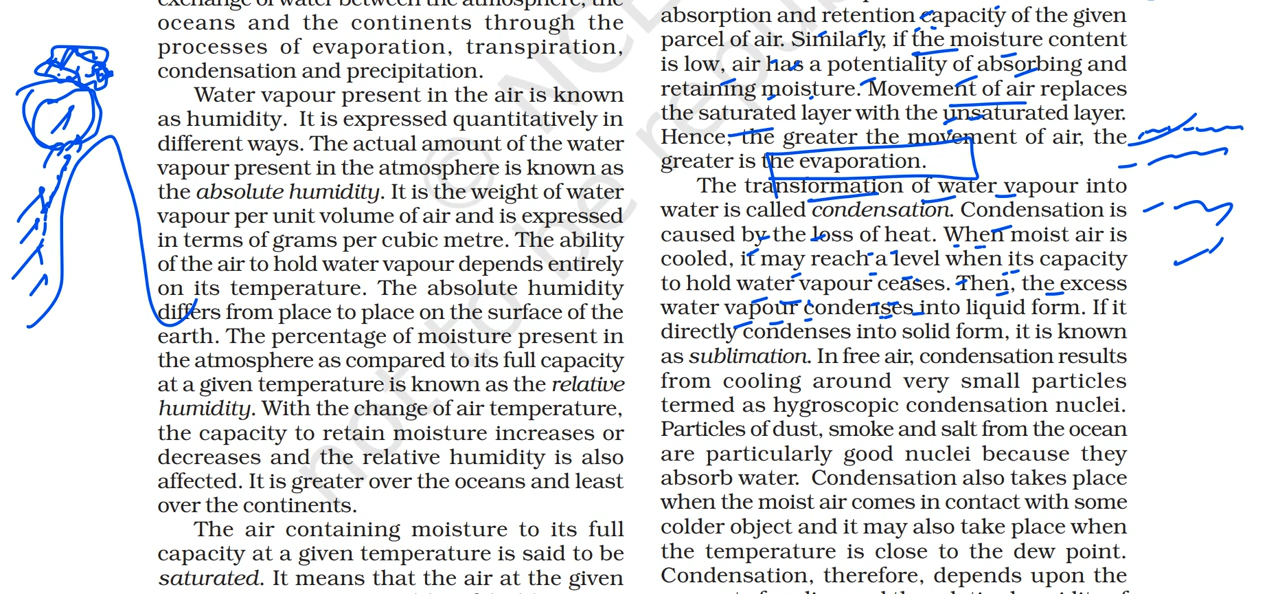 exchange of water between the atmosphere, the
oceans and the continents through the
processes of evaporation, transpiration,
condensation and precipitation.
Water vapour present in the air is known
as humidity. It is expressed quantitatively in
different ways. The actual amount of the water
vapour present in the atmosphere is known as
the absolute humidity. It is the weight of water
vapour per unit volume of air and is expressed
in terms of grams per cubic metre. The ability
of the air to hold water vapour depends entirely
on its temperature. The absolute humidity
differs from place to place on the surface of the
earth. The percentage of moisture present in
the atmosphere as compared to its full capacity
at a given temperature is known as the relative
humidity. With the change of air temperature,
the capacity to retain moisture increases or
decreases and the relative humidity is also
affected. It is greater over the oceans and least
over the continents.
The air containing moisture to its full
capacity at a given temperature is said to be
saturated. It means that the air at the given
absorption and retention capacity of the given
parcel of air. Similarly, if the moisture content
is low, air has a potentiality of absorbing and
retaining moisture. Movement of air replaces
the saturated layer with the unsaturated layer.
Hence, the greater the movement of air, the
greater is the evaporation.
The transformation of water vapour into
water is called condensation. Condensation is
caused by the loss of heat. When moist air is
cooled, it may reach a level when its capacity
to hold water vapour ceases. Then, the excess
water vapour condenses into liquid form. If it
directly condenses into solid form, it is known
as sublimation. In free air, condensation results
from cooling around very small particles
termed as hygroscopic condensation nuclei.
Particles of dust, smoke and salt from the ocean
are particularly good nuclei because they
absorb water. Condensation also takes place
when the moist air comes in contact with some
colder object and it may also take place when
the temperature is close to the dew point.
Condensation, therefore, depends upon the
© NCE
not to be republ